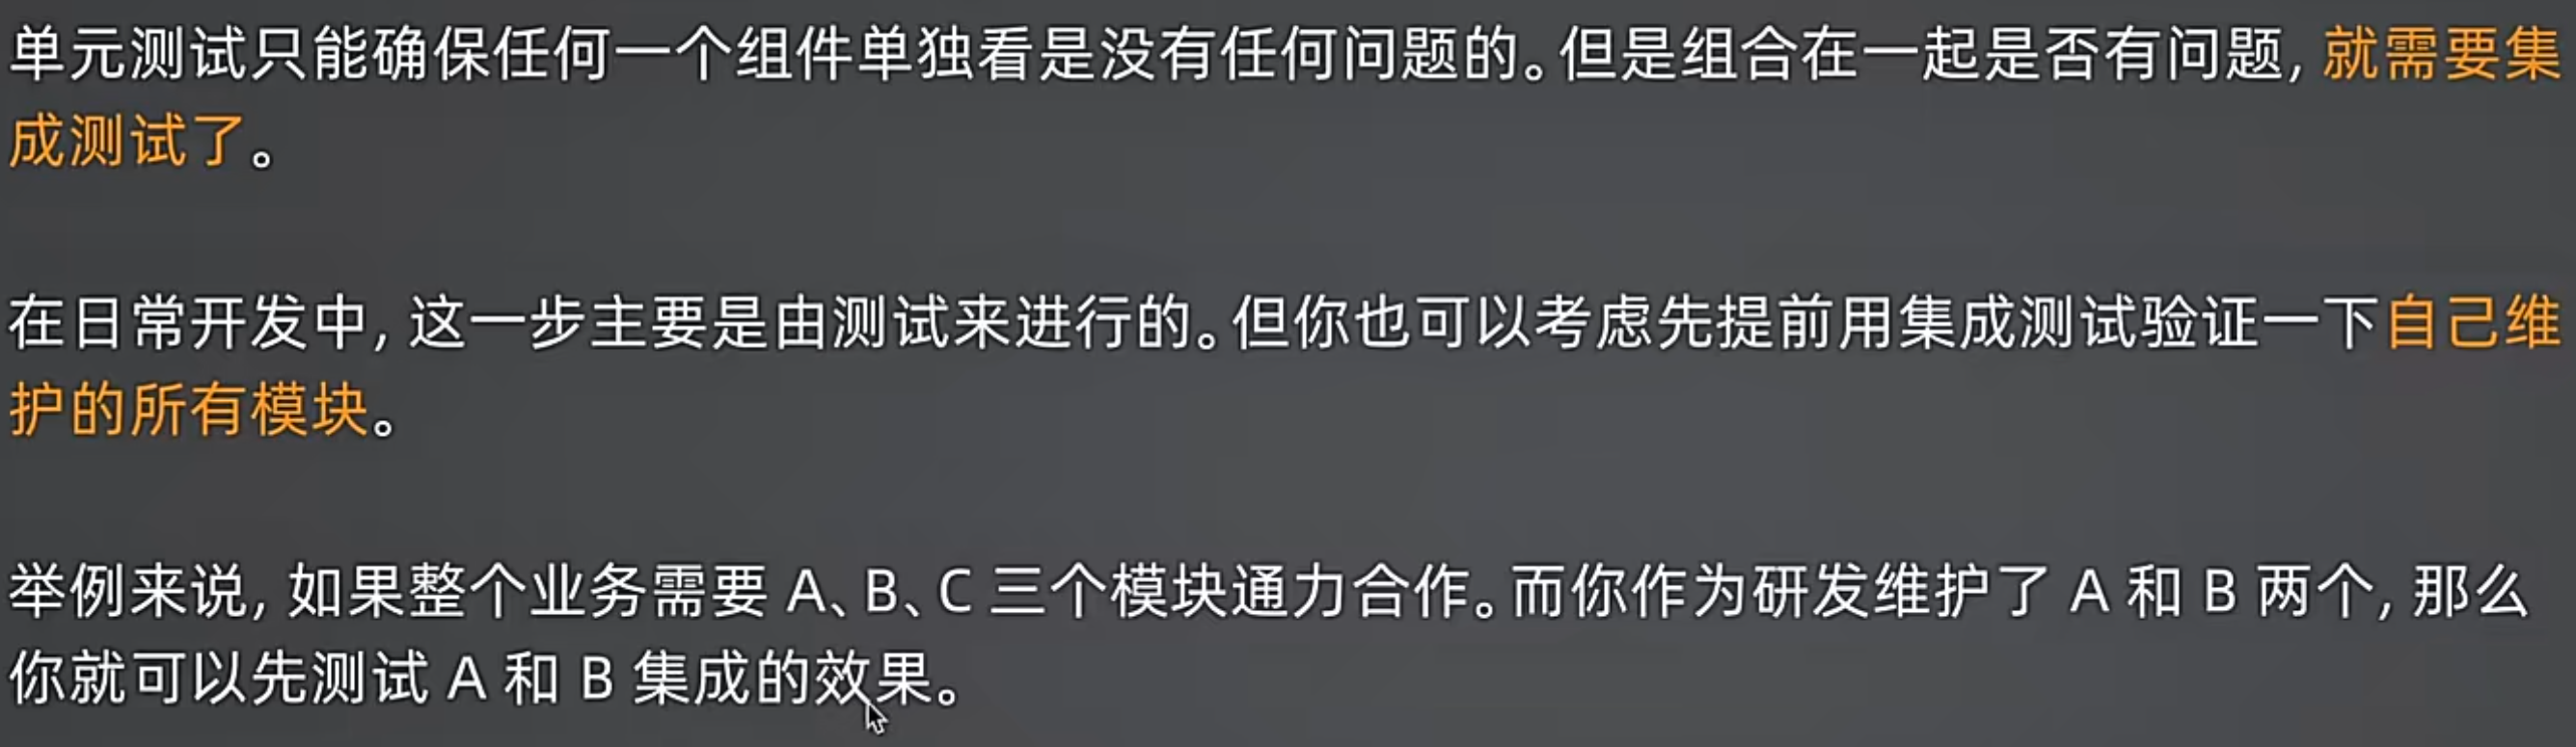 单元测试只能确保任何一个组件单独看是没有任何问题的。但是组合在一起是否有问题, 就需要集
成测试了。
在日常开发中, 这一步主要是由测试来进行的。但你也可以考虑先提前用集成测试验证一下自己维
护的所有模块。
举例来说, 如果整个业务需要 A、B、C 三个模块通力合作。而你作为研发维护了 A 和 B 两个, 那么
你就可以先测试 A 和 B 集成的效果。